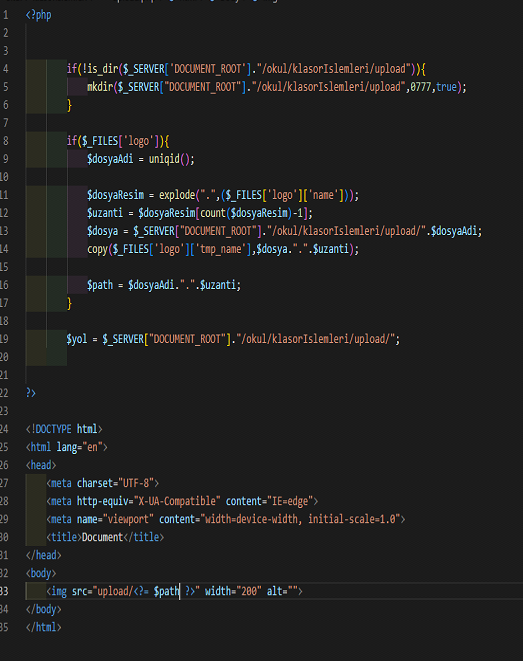 1 <?php
2
3
4 if(!is_dir($_SERVER['DOCUMENT_ROOT']."/okul/klasorIslemleri/upload")){
5 mkdir($_SERVER["DOCUMENT_ROOT"]."/okul/klasorIslemleri/upload",0777,true);
6 }
7
8 if($_FILES['logo']){
9 $dosyaAdi = uniqid();
10
11 $dosyaResim = explode(".",($_FILES['logo']['name']));
12 $uzanti = $dosyaResim[count($dosyaResim)-1];
13 $dosya = $_SERVER["DOCUMENT_ROOT"]."/okul/klasorIslemleri/upload/".$dosyaAdi;
14 copy($_FILES['logo']['tmp_name'],$dosya.".".$uzanti);
15
16 $path = $dosyaAdi.".".$uzanti;
17 }
18
19 $yol = $_SERVER["DOCUMENT_ROOT"]."/okul/klasorIslemleri/upload/";
20
21
22 ?>
23
24 <!DOCTYPE html>
25 <html lang="en">
26 <head>
27 <meta charset="UTF-8">
28 <meta http-equiv="X-UA-Compatible" content="IE=edge">
29 <meta name="viewport" content="width=device-width, initial-scale=1.0">
30 <title>Document</title>
31 </head>
32 <body>
33 <img src="upload/<?= $path ?>" width="200" alt="">
34 </body>
35 </html>